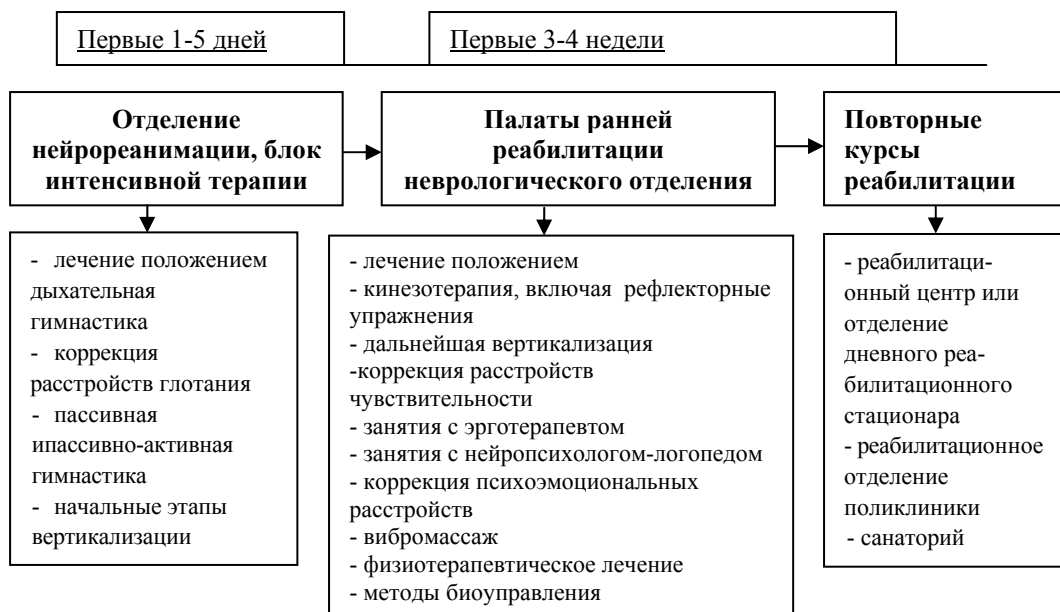 Первые 1-5 дней
Первые 3-4 недели
Отделение
нейрореанимации, блок
интенсивной терапии
Палаты ранней
реабилитации
неврологического отделения
Повторные
курсы
реабилитации
- лечение положением
дыхательная
гимнастика
- коррекция
расстройств глотания
- пассивная
ипассивно-активная
гимнастика
- начальные этапы
вертикализации
- лечение положением
- кинезотерапия, включая рефлекторные
упражнения
- дальнейшая вертикализация
-коррекция расстройств
чувствительности
- занятия с эрготерапевтом
- занятия с нейропсихологом-логопедом
- коррекция психоэмоциональных
расстройств
- вибромассаж
- физиотерапевтическое лечение
- методы биоуправления
- реабилитаци-
онный центр или
отделение
дневного реа-
билитационного
стационара
- реабилитационное
отделение
поликлиники
- санаторий